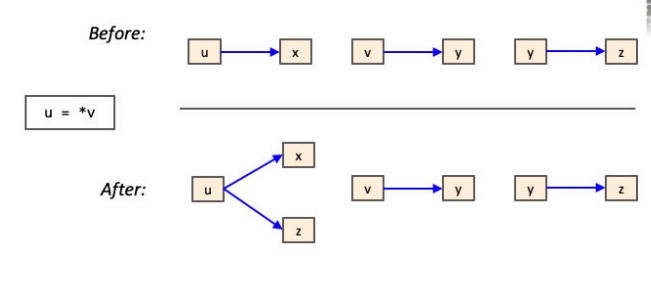 Before:
u x v y y z
u = *v
x
After:
u v y y z
z